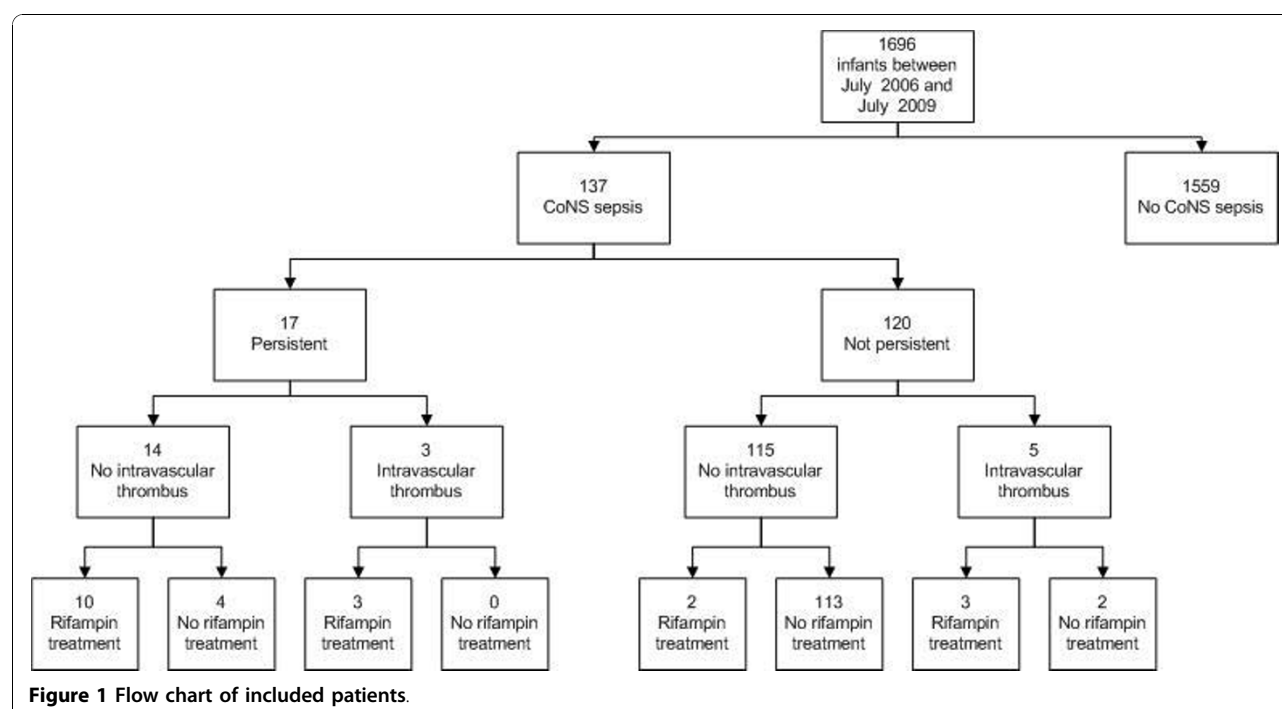 1696
infants between
July 2006 and
July 2009
137
CoNS sepsis
1559
No CoNS sepsis
17
Persistent
120
Not persistent
14
No intravascular
thrombus
3
Intravascular
thrombus
115
No intravascular
thrombus
5
Intravascular
thrombus
10
Rifampin
treatment
4
No rifampin
treatment
3
Rifampin
treatment
0
No rifampin
treatment
2
Rifampin
treatment
113
No rifampin
treatment
3
Rifampin
treatment
2
No rifampin
treatment
Figure 1 Flow chart of included patients.